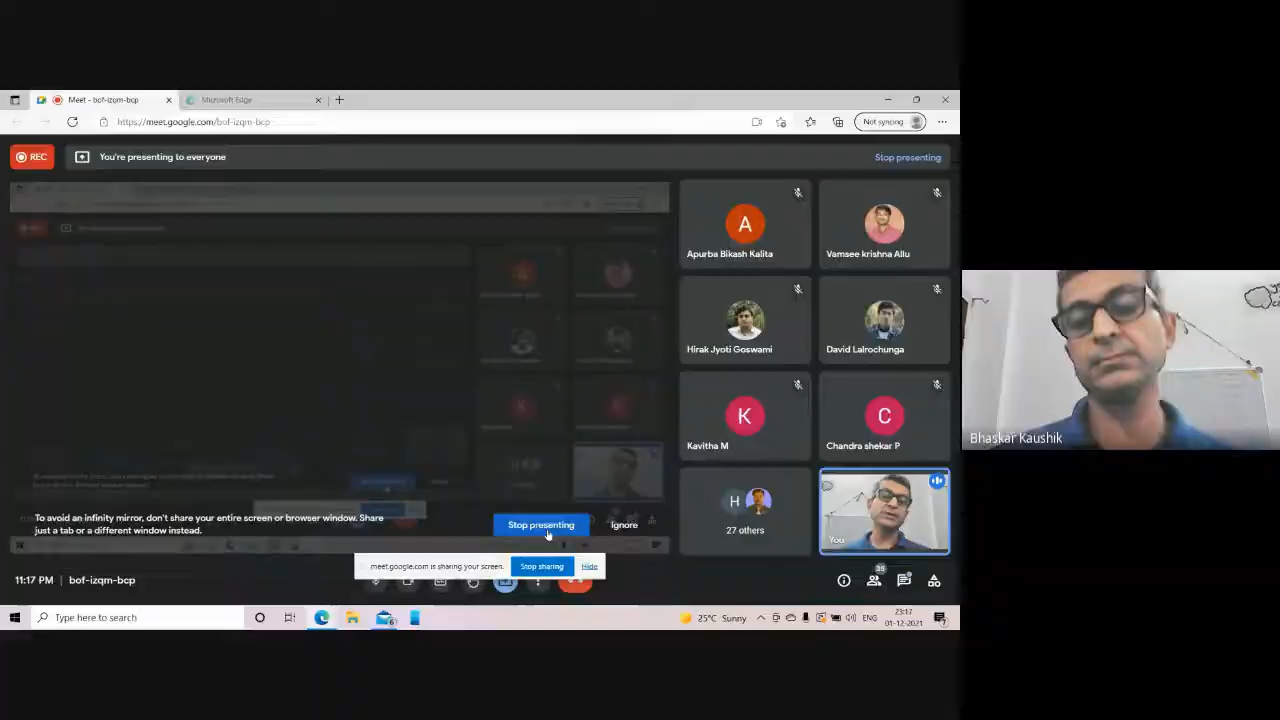 Meet - bof-izqm-bcp
Microsoft Edge
https://meet.google.com/bof-izqm-bcp
Not syncing
REC
You're presenting to everyone
Stop presenting
A
Apurba Bikash Kalita
Vamsee krishna Allu
Hirak Jyoti Goswami
David Lalrochunga
K
Kavitha M
C
Chandra shekar P
H
27 others
You
Bhaskar Kaushik
To avoid an infinity mirror, don't share your entire screen or browser window. Share
just a tab or a different window instead.
Stop presenting
Ignore
meet.google.com is sharing your screen.
Stop sharing
Hide
11:17 PM | bof-izqm-bcp
Type here to search
25°C Sunny
ENG
23:17
01-12-2021